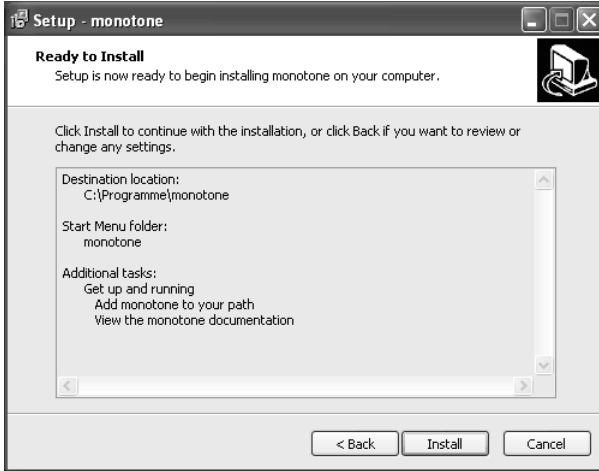 Setup - monotone
Ready to Install
Setup is now ready to begin installing monotone on your computer.
Click Install to continue with the installation, or click Back if you want to review or
change any settings.
Destination location:
C:\Programme\monotone
Start Menu folder:
monotone
Additional tasks:
Get up and running
Add monotone to your path
View the monotone documentation
< Back
Install
Cancel